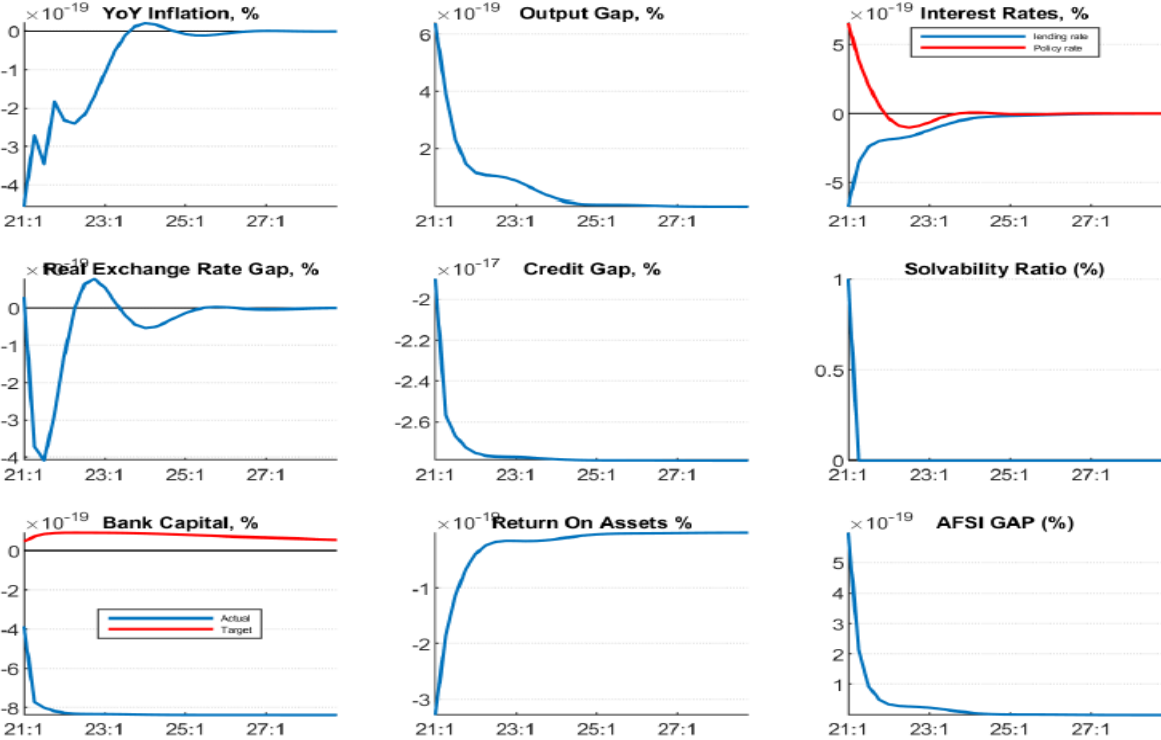 ×10⁻¹⁹ YoY Inflation, %
0
-1
-2
-3
-4
21:1 23:1 25:1 27:1
×10⁻¹⁹ Output Gap, %
6
4
2
21:1 23:1 25:1 27:1
×10⁻¹⁹ Interest Rates, %
lending rate
Policy rate
5
0
-5
21:1 23:1 25:1 27:1
×10⁻¹⁹ Real Exchange Rate Gap, %
0
-1
-2
-3
-4
21:1 23:1 25:1 27:1
×10⁻¹⁷ Credit Gap, %
-2
-2.2
-2.4
-2.6
21:1 23:1 25:1 27:1
Solvability Ratio (%)
1
0.5
0
21:1 23:1 25:1 27:1
×10⁻¹⁹ Bank Capital, %
0
-2
-4
-6
-8
Actual
Target
21:1 23:1 25:1 27:1
Return On Assets %
-1
-2
-3
21:1 23:1 25:1 27:1
×10⁻¹⁹ AFSI GAP (%)
5
4
3
2
1
21:1 23:1 25:1 27:1